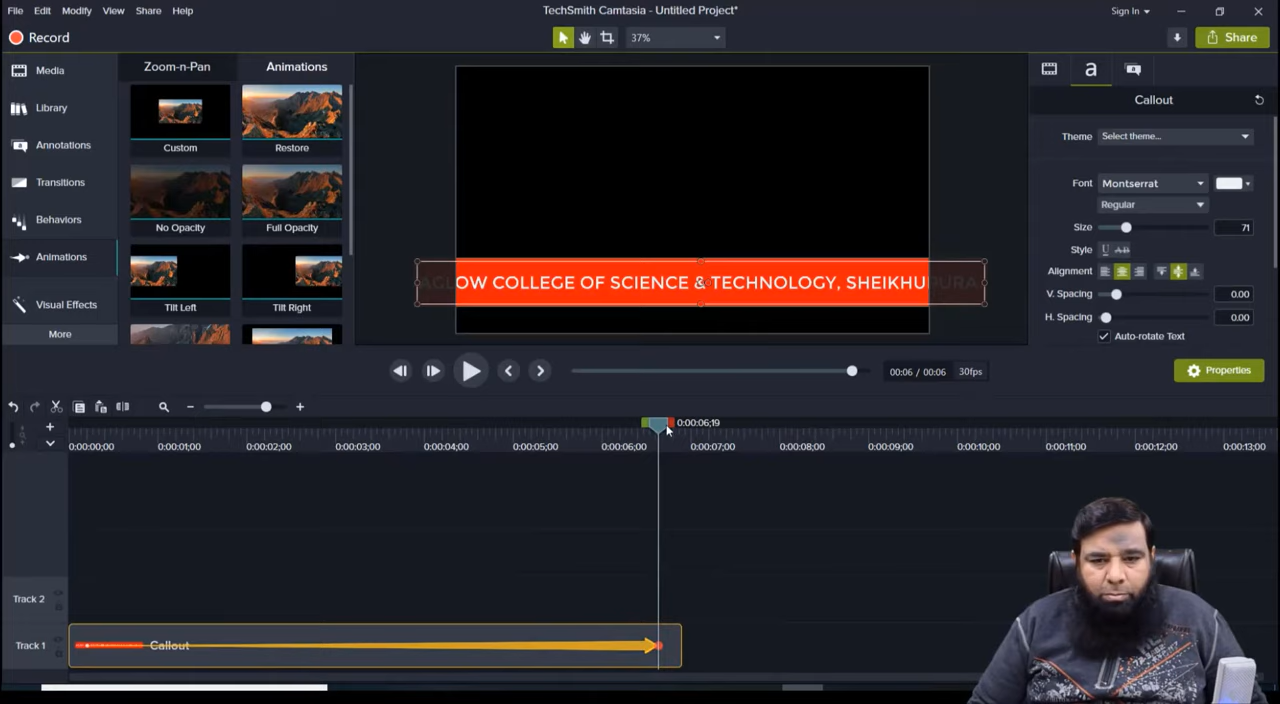 File Edit Modify View Share Help
TechSmith Camtasia - Untitled Project*
Sign In
Record
37%
Share
Media
Library
Annotations
Transitions
Behaviors
Animations
Visual Effects
More
Zoom-n-Pan
Animations
Custom
Restore
No Opacity
Full Opacity
Tilt Left
Tilt Right
AGLOW COLLEGE OF SCIENCE & TECHNOLOGY, SHEIKHUPURA
a
Callout
Theme Select theme...
Font Montserrat
Regular
Size 71
Style U AB
Alignment
V. Spacing 0.00
H. Spacing 0.00
Auto-rotate Text
Properties
00:06 / 00:06 30fps
0:00:06;19
0:00:00;00 0:00:01;00 0:00:02;00 0:00:03;00 0:00:04;00 0:00:05;00 0:00:06;00 0:00:07;00 0:00:08;00 0:00:09;00 0:00:10;00 0:00:11;00 0:00:12;00 0:00:13;00
Track 2
Track 1
Callout